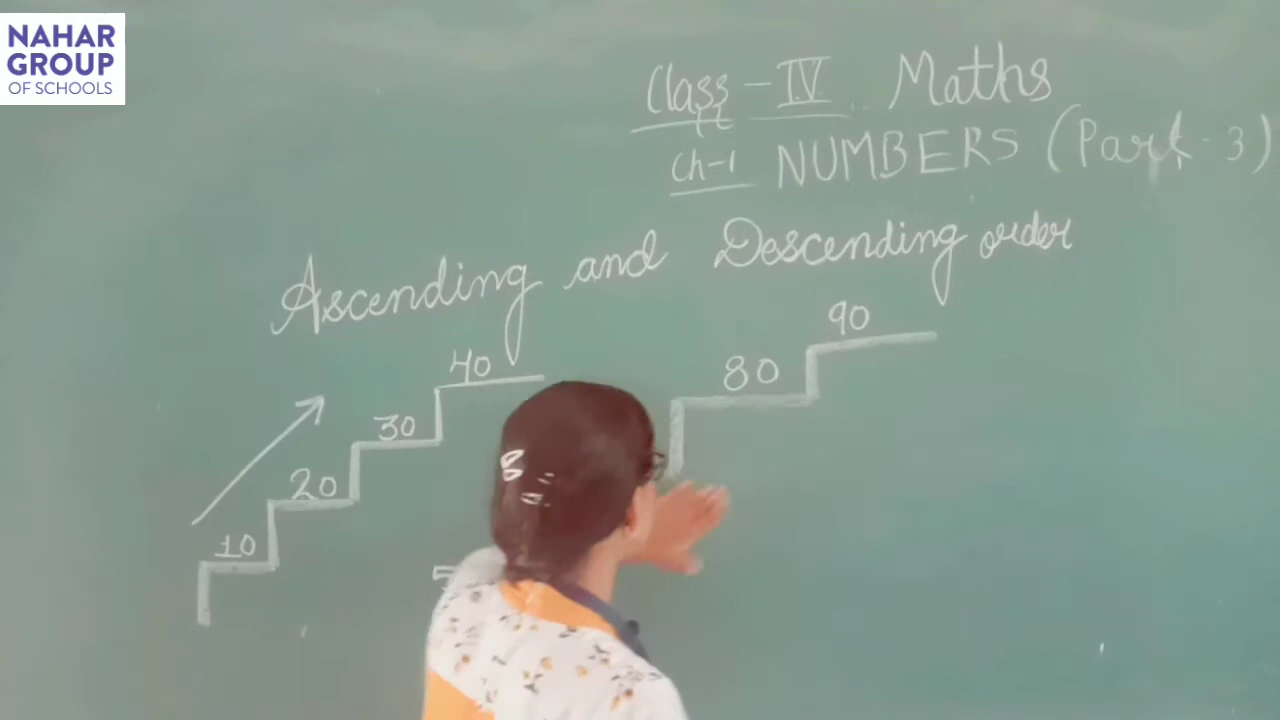 NAHAR
GROUP
OF SCHOOLS
Class - IV Maths
Ch-1 NUMBERS (Part - 3)
Ascending and Descending order
10
20
30
40
5
80
90